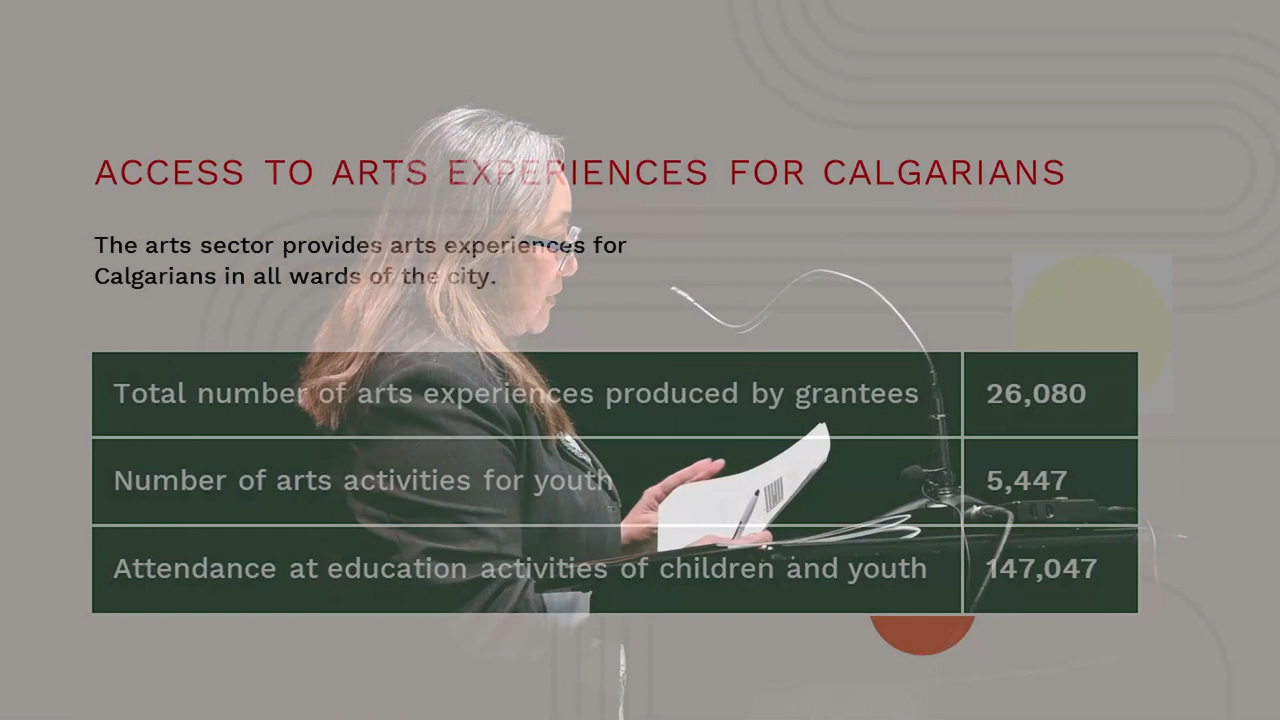 ACCESS TO ARTS EXPERIENCES FOR CALGARIANS
The arts sector provides arts experiences for
Calgarians in all wards of the city.
Total number of arts experiences produced by grantees 26,080
Number of arts activities for youth 5,447
Attendance at education activities of children and youth 147,047